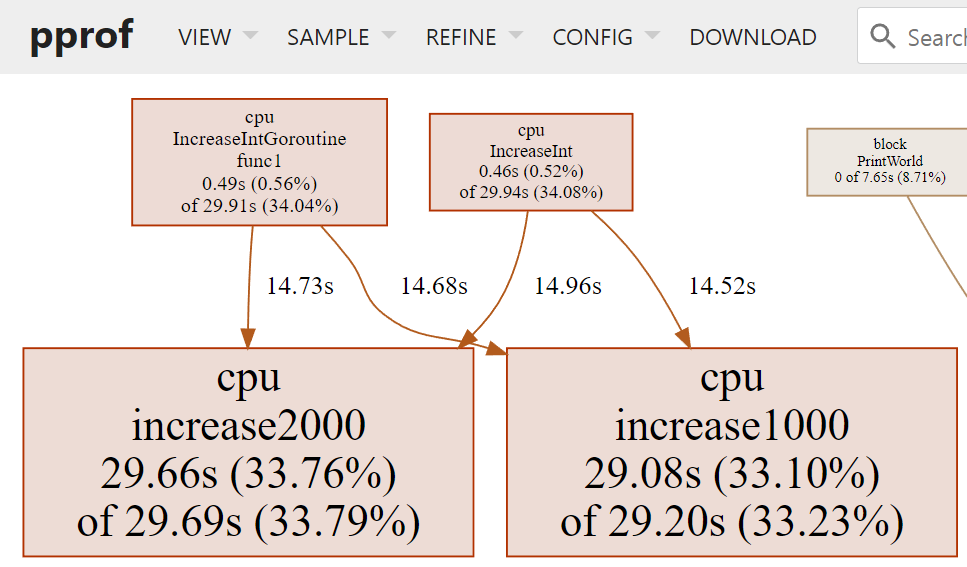 pprof VIEW SAMPLE REFINE CONFIG DOWNLOAD Search
cpu
IncreaseIntGoroutine
func1
0.49s (0.56%)
of 29.91s (34.04%)
cpu
IncreaseInt
0.46s (0.52%)
of 29.94s (34.08%)
block
PrintWorld
0 of 7.65s (8.71%)
14.73s
14.68s
14.96s
14.52s
cpu
increase2000
29.66s (33.76%)
of 29.69s (33.79%)
cpu
increase1000
29.08s (33.10%)
of 29.20s (33.23%)